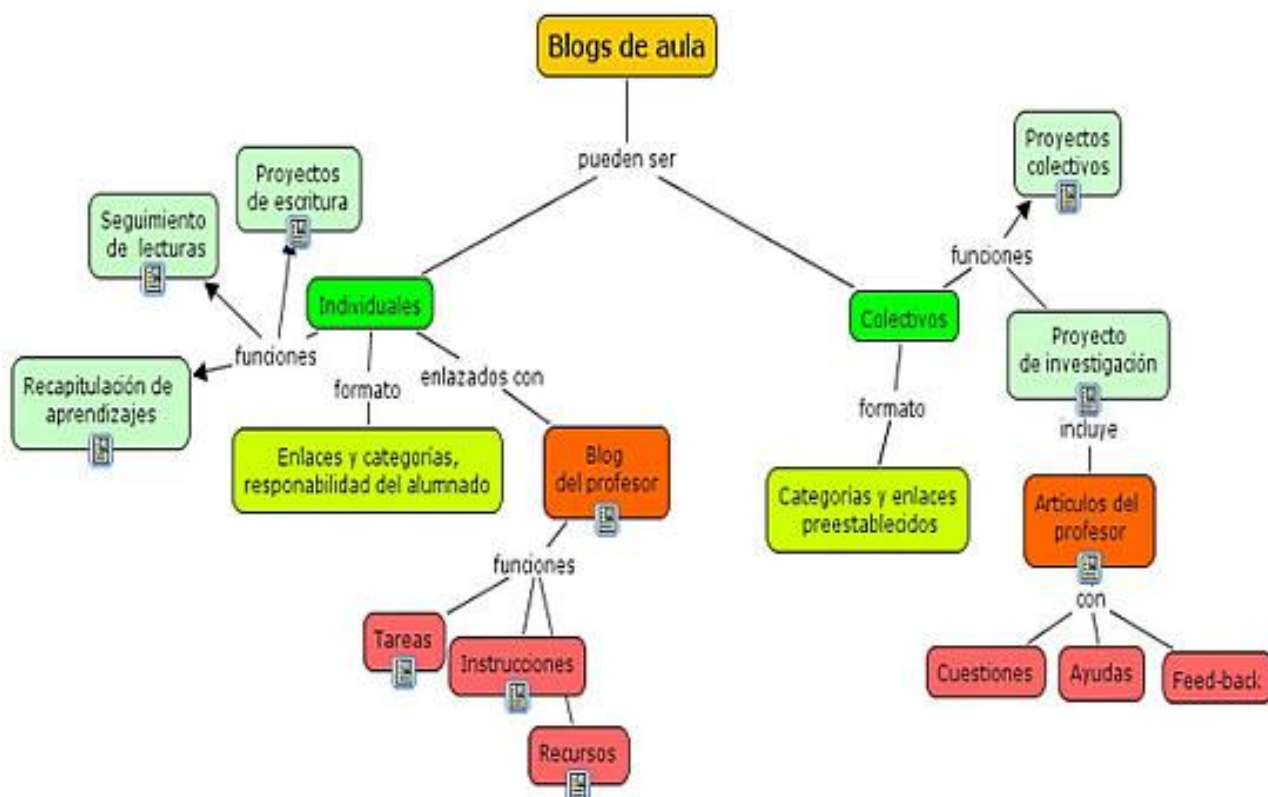 Blogs de aula
pueden ser
Proyectos
colectivos
Proyectos
de escritura
Seguimiento
de lecturas
funciones
Individuales
Colectivos
funciones
Proyecto
de investigación
Recapitulación de
aprendizajes
formato
enlazados con
formato
incluye
Enlaces y categorías,
responabilidad del alumnado
Blog
del profesor
Categorías y enlaces
preestablecidos
Artículos del
profesor
funciones
con
Tareas
Instrucciones
Recursos
Cuestiones
Ayudas
Feed-back